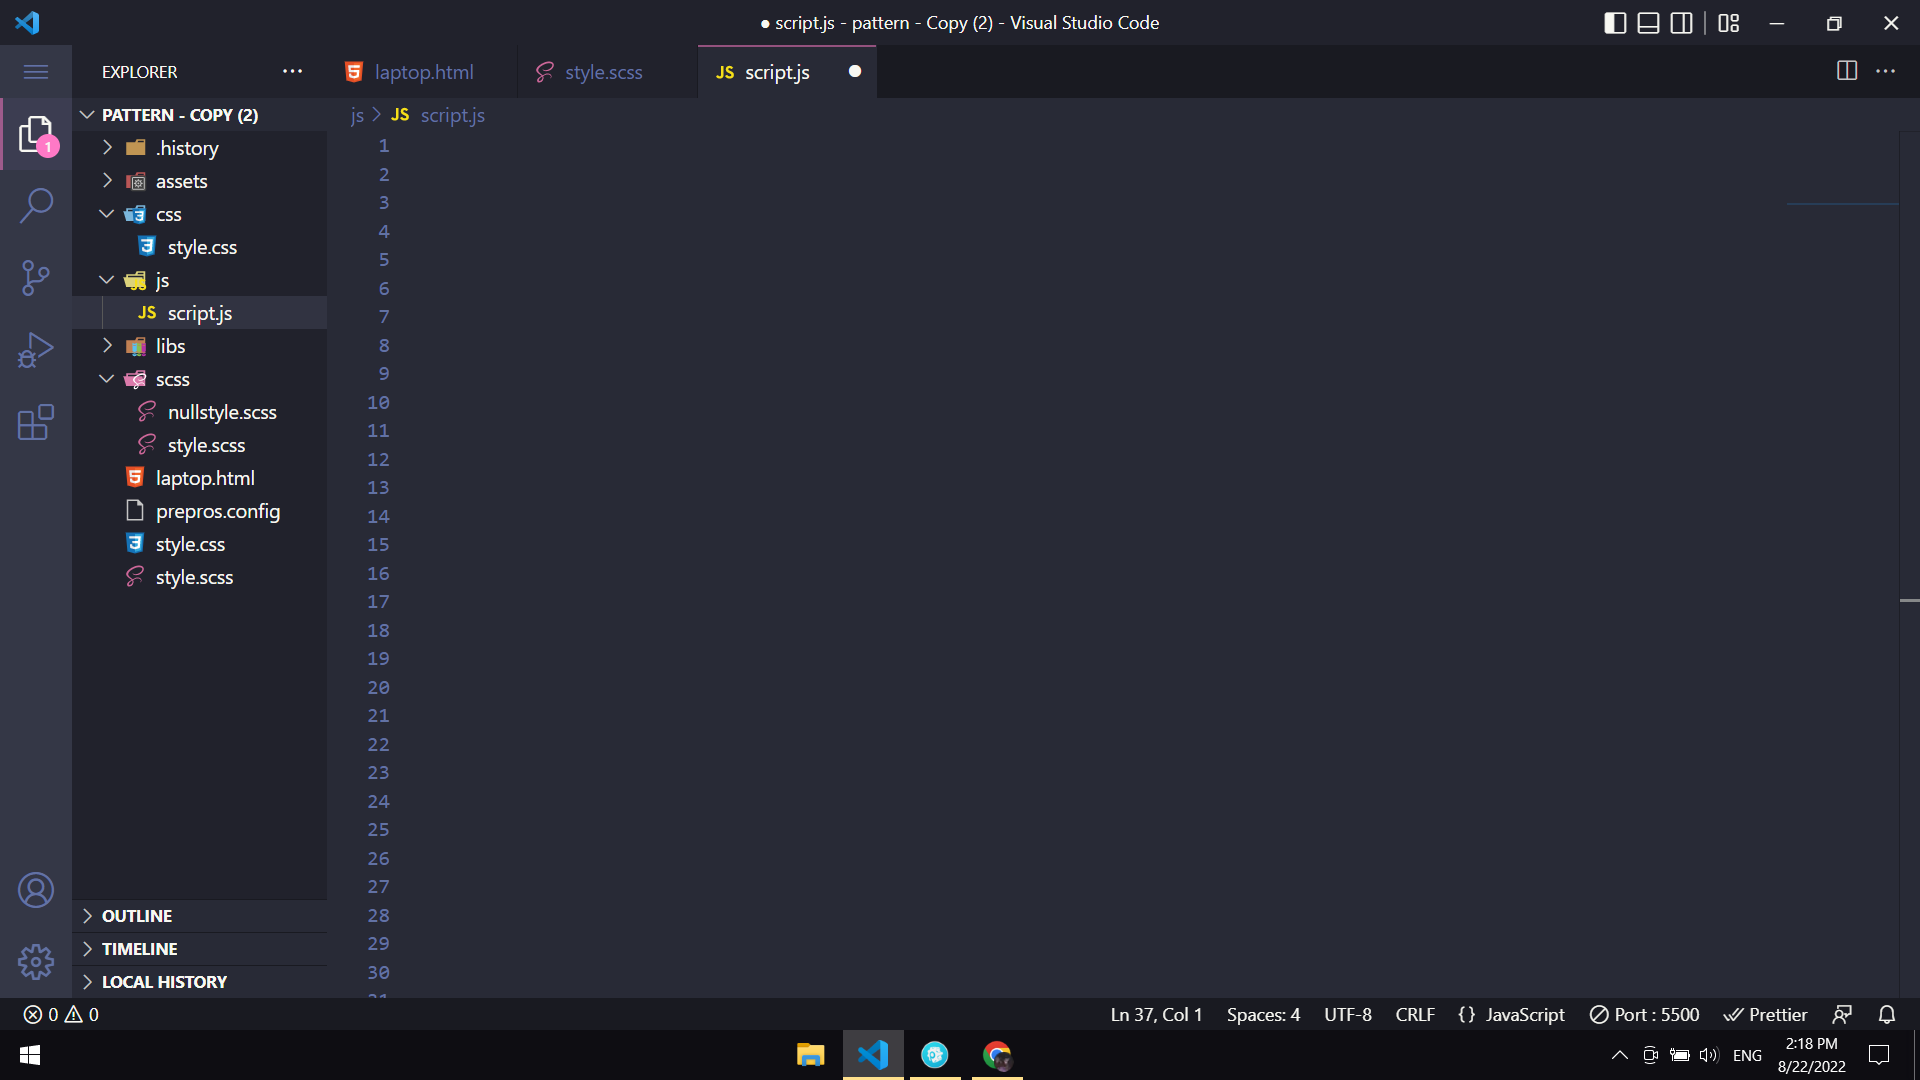 ● script.js - pattern - Copy (2) - Visual Studio Code
EXPLORER
laptop.html
style.scss
JS script.js
PATTERN - COPY (2)
js > JS script.js
1
.history
assets
css
style.css
js
JS script.js
libs
scss
nullstyle.scss
style.scss
laptop.html
prepros.config
style.css
style.scss
1
2
3
4
5
6
7
8
9
10
11
12
13
14
15
16
17
18
19
20
21
22
23
24
25
26
27
28
29
30
OUTLINE
TIMELINE
LOCAL HISTORY
0 0
Ln 37, Col 1 Spaces: 4 UTF-8 CRLF {} JavaScript Port : 5500 Prettier
ENG
2:18 PM
8/22/2022